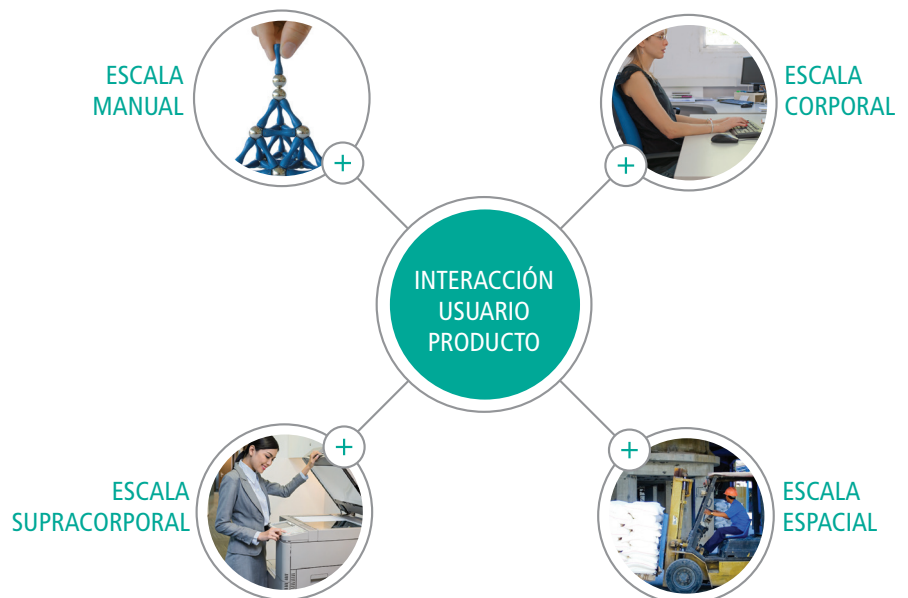 ESCALA
MANUAL
ESCALA
CORPORAL
INTERACCIÓN
USUARIO
PRODUCTO
ESCALA
SUPRACORPORAL
ESCALA
ESPACIAL